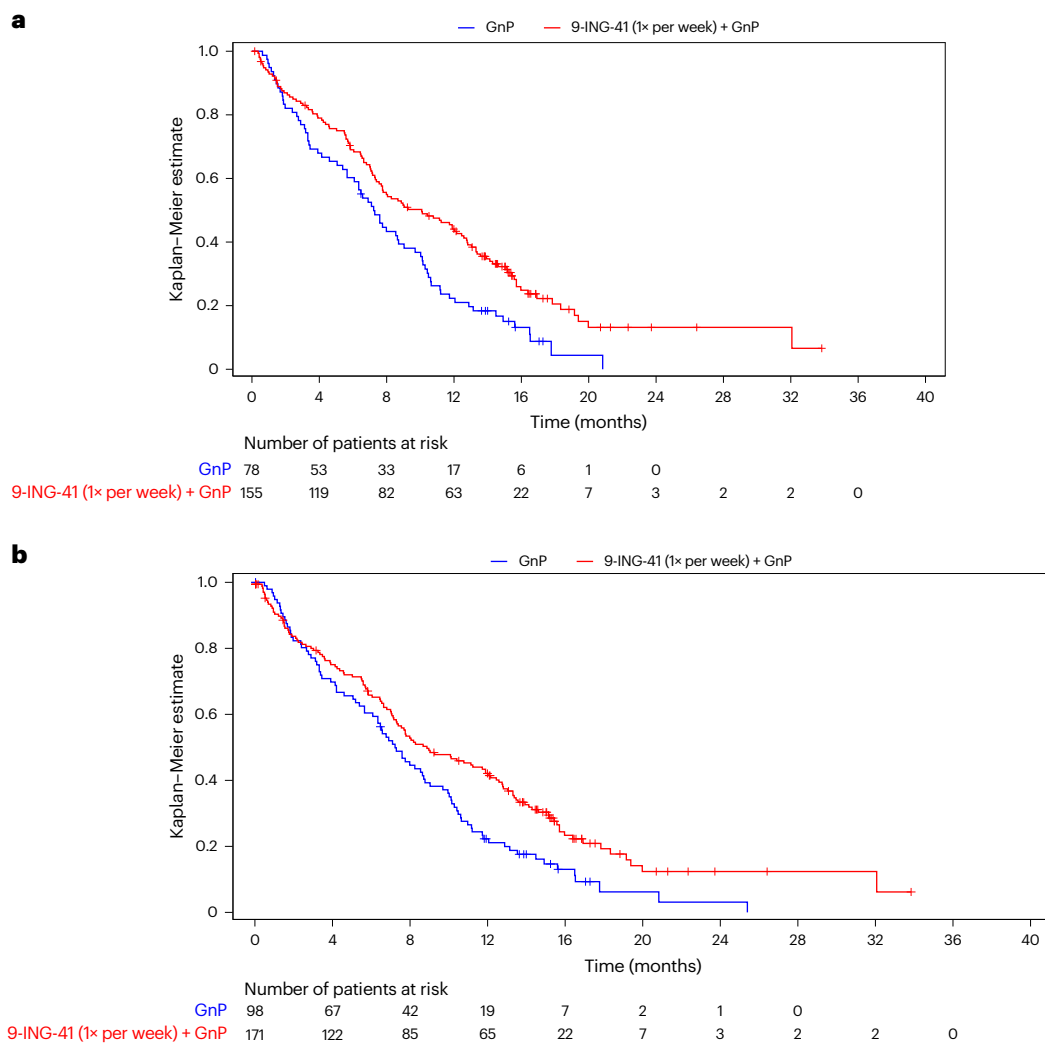 a
GnP 9-ING-41 (1× per week) + GnP
Kaplan–Meier estimate
1.0
0.8
0.6
0.4
0.2
0
0 4 8 12 16 20 24 28 32 36 40
Time (months)
Number of patients at risk
GnP 78 53 33 17 6 1 0
9-ING-41 (1× per week) + GnP 155 119 82 63 22 7 3 2 2 0
b
GnP 9-ING-41 (1× per week) + GnP
Kaplan–Meier estimate
1.0
0.8
0.6
0.4
0.2
0
0 4 8 12 16 20 24 28 32 36 40
Time (months)
Number of patients at risk
GnP 98 67 42 19 7 2 1 0
9-ING-41 (1× per week) + GnP 171 122 85 65 22 7 3 2 2 0